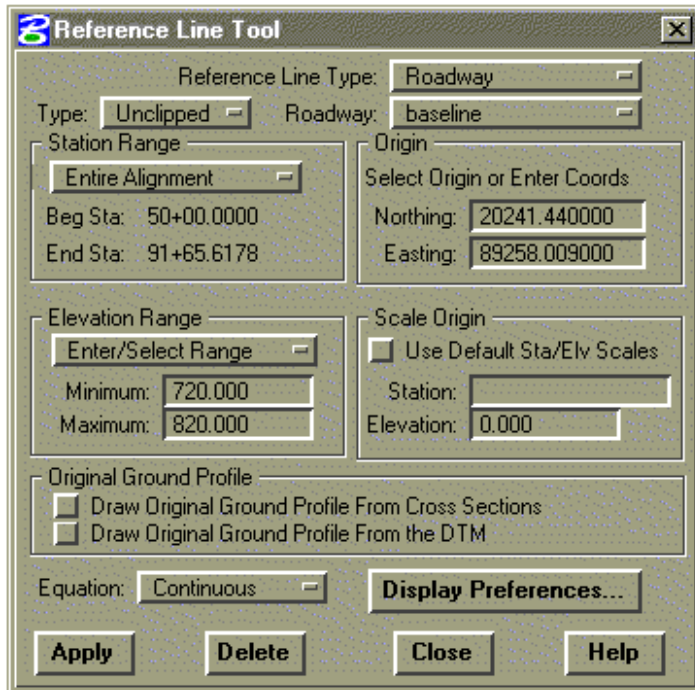 Reference Line Tool
Reference Line Type: Roadway
Type: Unclipped Roadway: baseline
Station Range
Entire Alignment
Beg Sta: 50+00.0000
End Sta: 91+65.6178
Origin
Select Origin or Enter Coords
Northing: 20241.440000
Easting: 89258.009000
Elevation Range
Enter/Select Range
Minimum: 720.000
Maximum: 820.000
Scale Origin
Use Default Sta/Elv Scales
Station:
Elevation: 0.000
Original Ground Profile
Draw Original Ground Profile From Cross Sections
Draw Original Ground Profile From the DTM
Equation: Continuous
Display Preferences...
Apply Delete Close Help